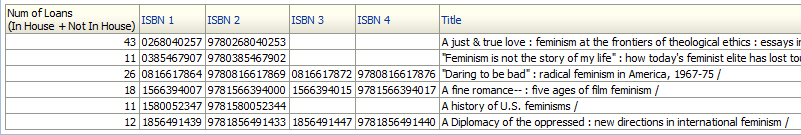 Num of Loans
(In House + Not In House) ISBN 1 ISBN 2 ISBN 3 ISBN 4 Title
43 0268040257 9780268040253 A just & true love : feminism at the frontiers of theological ethics : essays in
11 0385467907 9780385467902 "Feminism is not the story of my life" : how today's feminist elite has lost tou
26 0816617864 9780816617869 0816617872 9780816617876 "Daring to be bad" : radical feminism in America, 1967-75 /
18 1566394007 9781566394000 1566394015 9781566394017 A fine romance-- : five ages of film feminism /
11 1580052347 9781580052344 A history of U.S. feminisms /
12 1856491439 9781856491433 1856491447 9781856491440 A Diplomacy of the oppressed : new directions in international feminism /